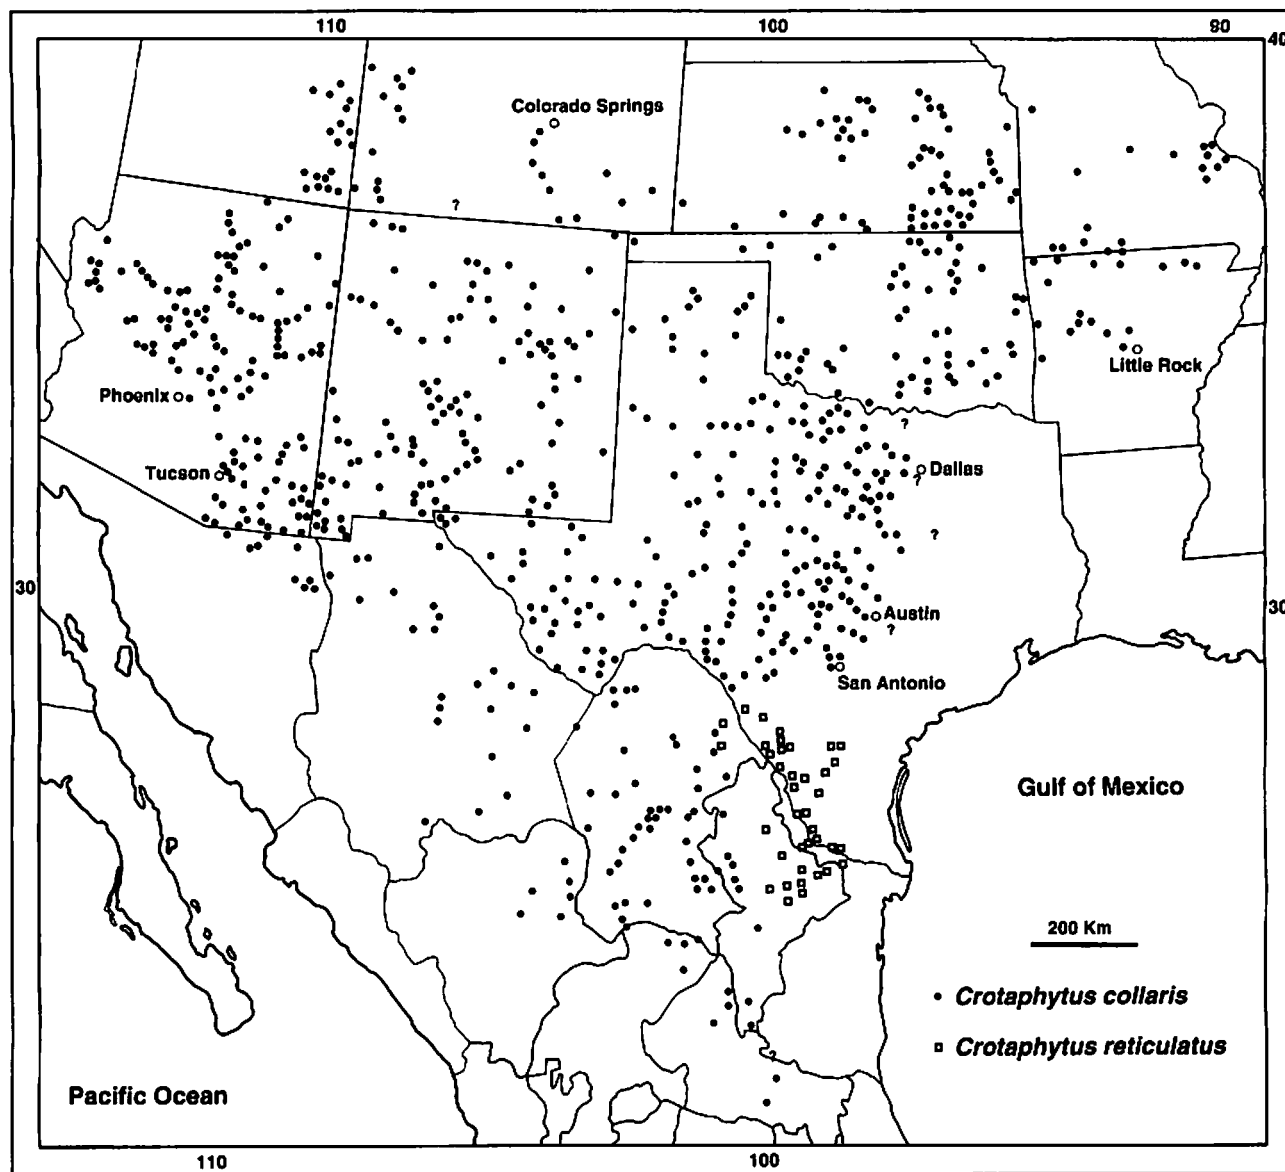 110 100 90
40
Colorado Springs
?
Little Rock
Phoenix
?
Tucson
Dallas
?
?
30 30
Austin
?
San Antonio
Gulf of Mexico
200 Km
Crotaphytus collaris
Crotaphytus reticulatus
?
Pacific Ocean
110 100